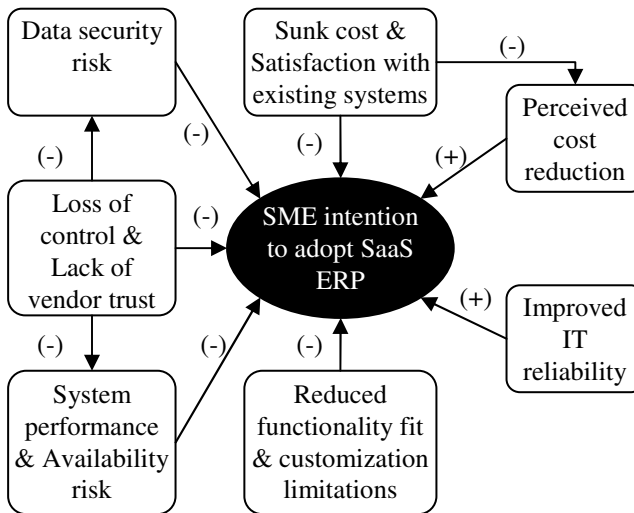 Data security
risk
Sunk cost &
Satisfaction with
existing systems
(-)
Perceived
cost
reduction
(-)
(-)
(-)
(+)
Loss of
control &
Lack of
vendor trust
(-)
SME intention
to adopt SaaS
ERP
(-)
(-)
(-)
(+)
Improved
IT
reliability
System
performance
& Availability
risk
Reduced
functionality fit
& customization
limitations